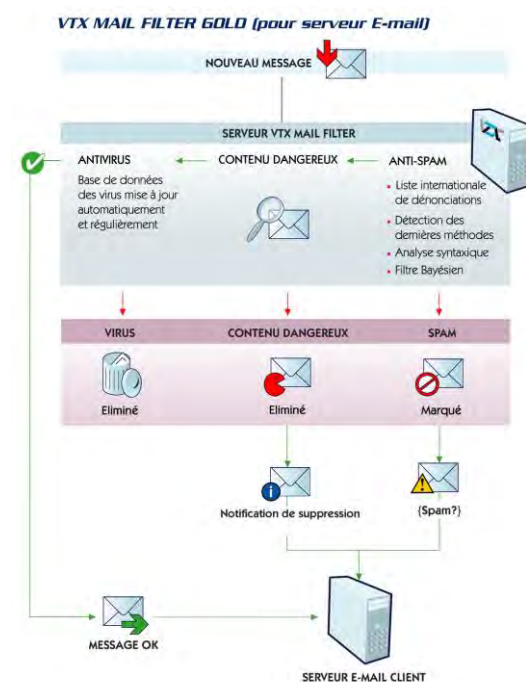 VTX MAIL FILTER GOLD (pour serveur E-mail)
NOUVEAU MESSAGE
SERVEUR VTX MAIL FILTER
ANTIVIRUS
Base de données
des virus mise à jour
automatiquement
et régulièrement
CONTENU DANGEREUX
ANTI-SPAM
Liste internationale
de dénonciations
Détection des
dernières méthodes
Analyse syntaxique
Filtre Bayésien
VIRUS
Eliminé
CONTENU DANGEREUX
Eliminé
SPAM
Marqué
Notification de suppression
{Spam?}
MESSAGE OK
SERVEUR E-MAIL CLIENT